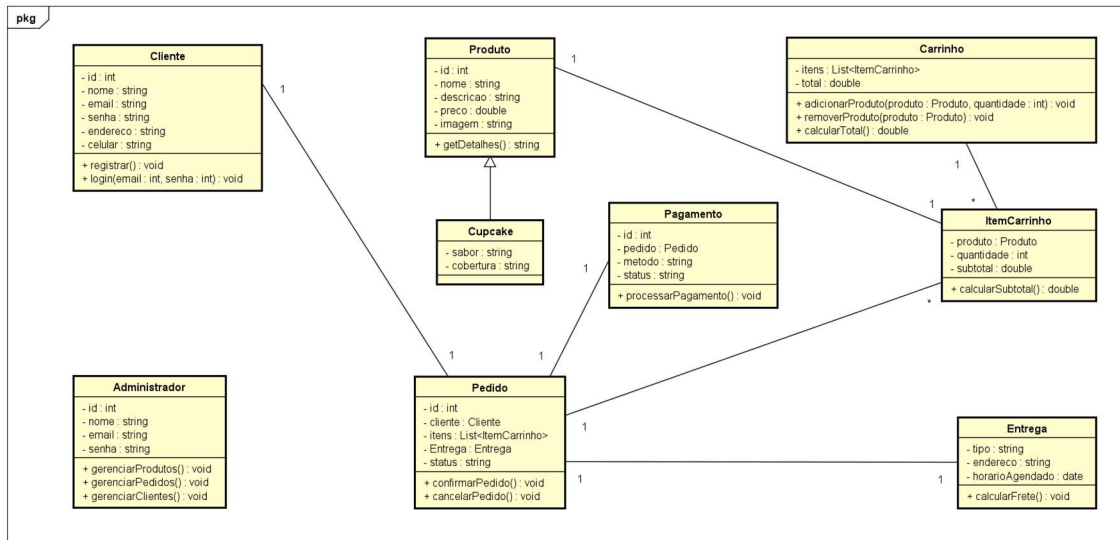 pkg
Cliente
- id : int
- nome : string
- email : string
- senha : string
- endereco : string
- celular : string
+ registrar() : void
+ login(email : int, senha : int) : void
1
Produto
- id : int
- nome : string
- descricao : string
- preco : double
- imagem : string
+ getDetalhes() : string
1
Carrinho
- itens : List<ItemCarrinho>
- total : double
+ adicionarProduto(produto : Produto, quantidade : int) : void
+ removerProduto(produto : Produto) : void
+ calcularTotal() : double
1
Cupcake
- sabor : string
- cobertura : string
Pagamento
- id : int
- pedido : Pedido
- metodo : string
- status : string
+ processarPagamento() : void
1
1
*
ItemCarrinho
- produto : Produto
- quantidade : int
- subtotal : double
+ calcularSubtotal() : double
*
1
1
Administrador
- id : int
- nome : string
- email : string
- senha : string
+ gerenciarProdutos() : void
+ gerenciarPedidos() : void
+ gerenciarClientes() : void
Pedido
- id : int
- cliente : Cliente
- itens : List<ItemCarrinho>
- Entrega : Entrega
- status : string
+ confirmarPedido() : void
+ cancelarPedido() : void
1
1
1
Entrega
- tipo : string
- endereco : string
- horarioAgendado : date
+ calcularFrete() : void